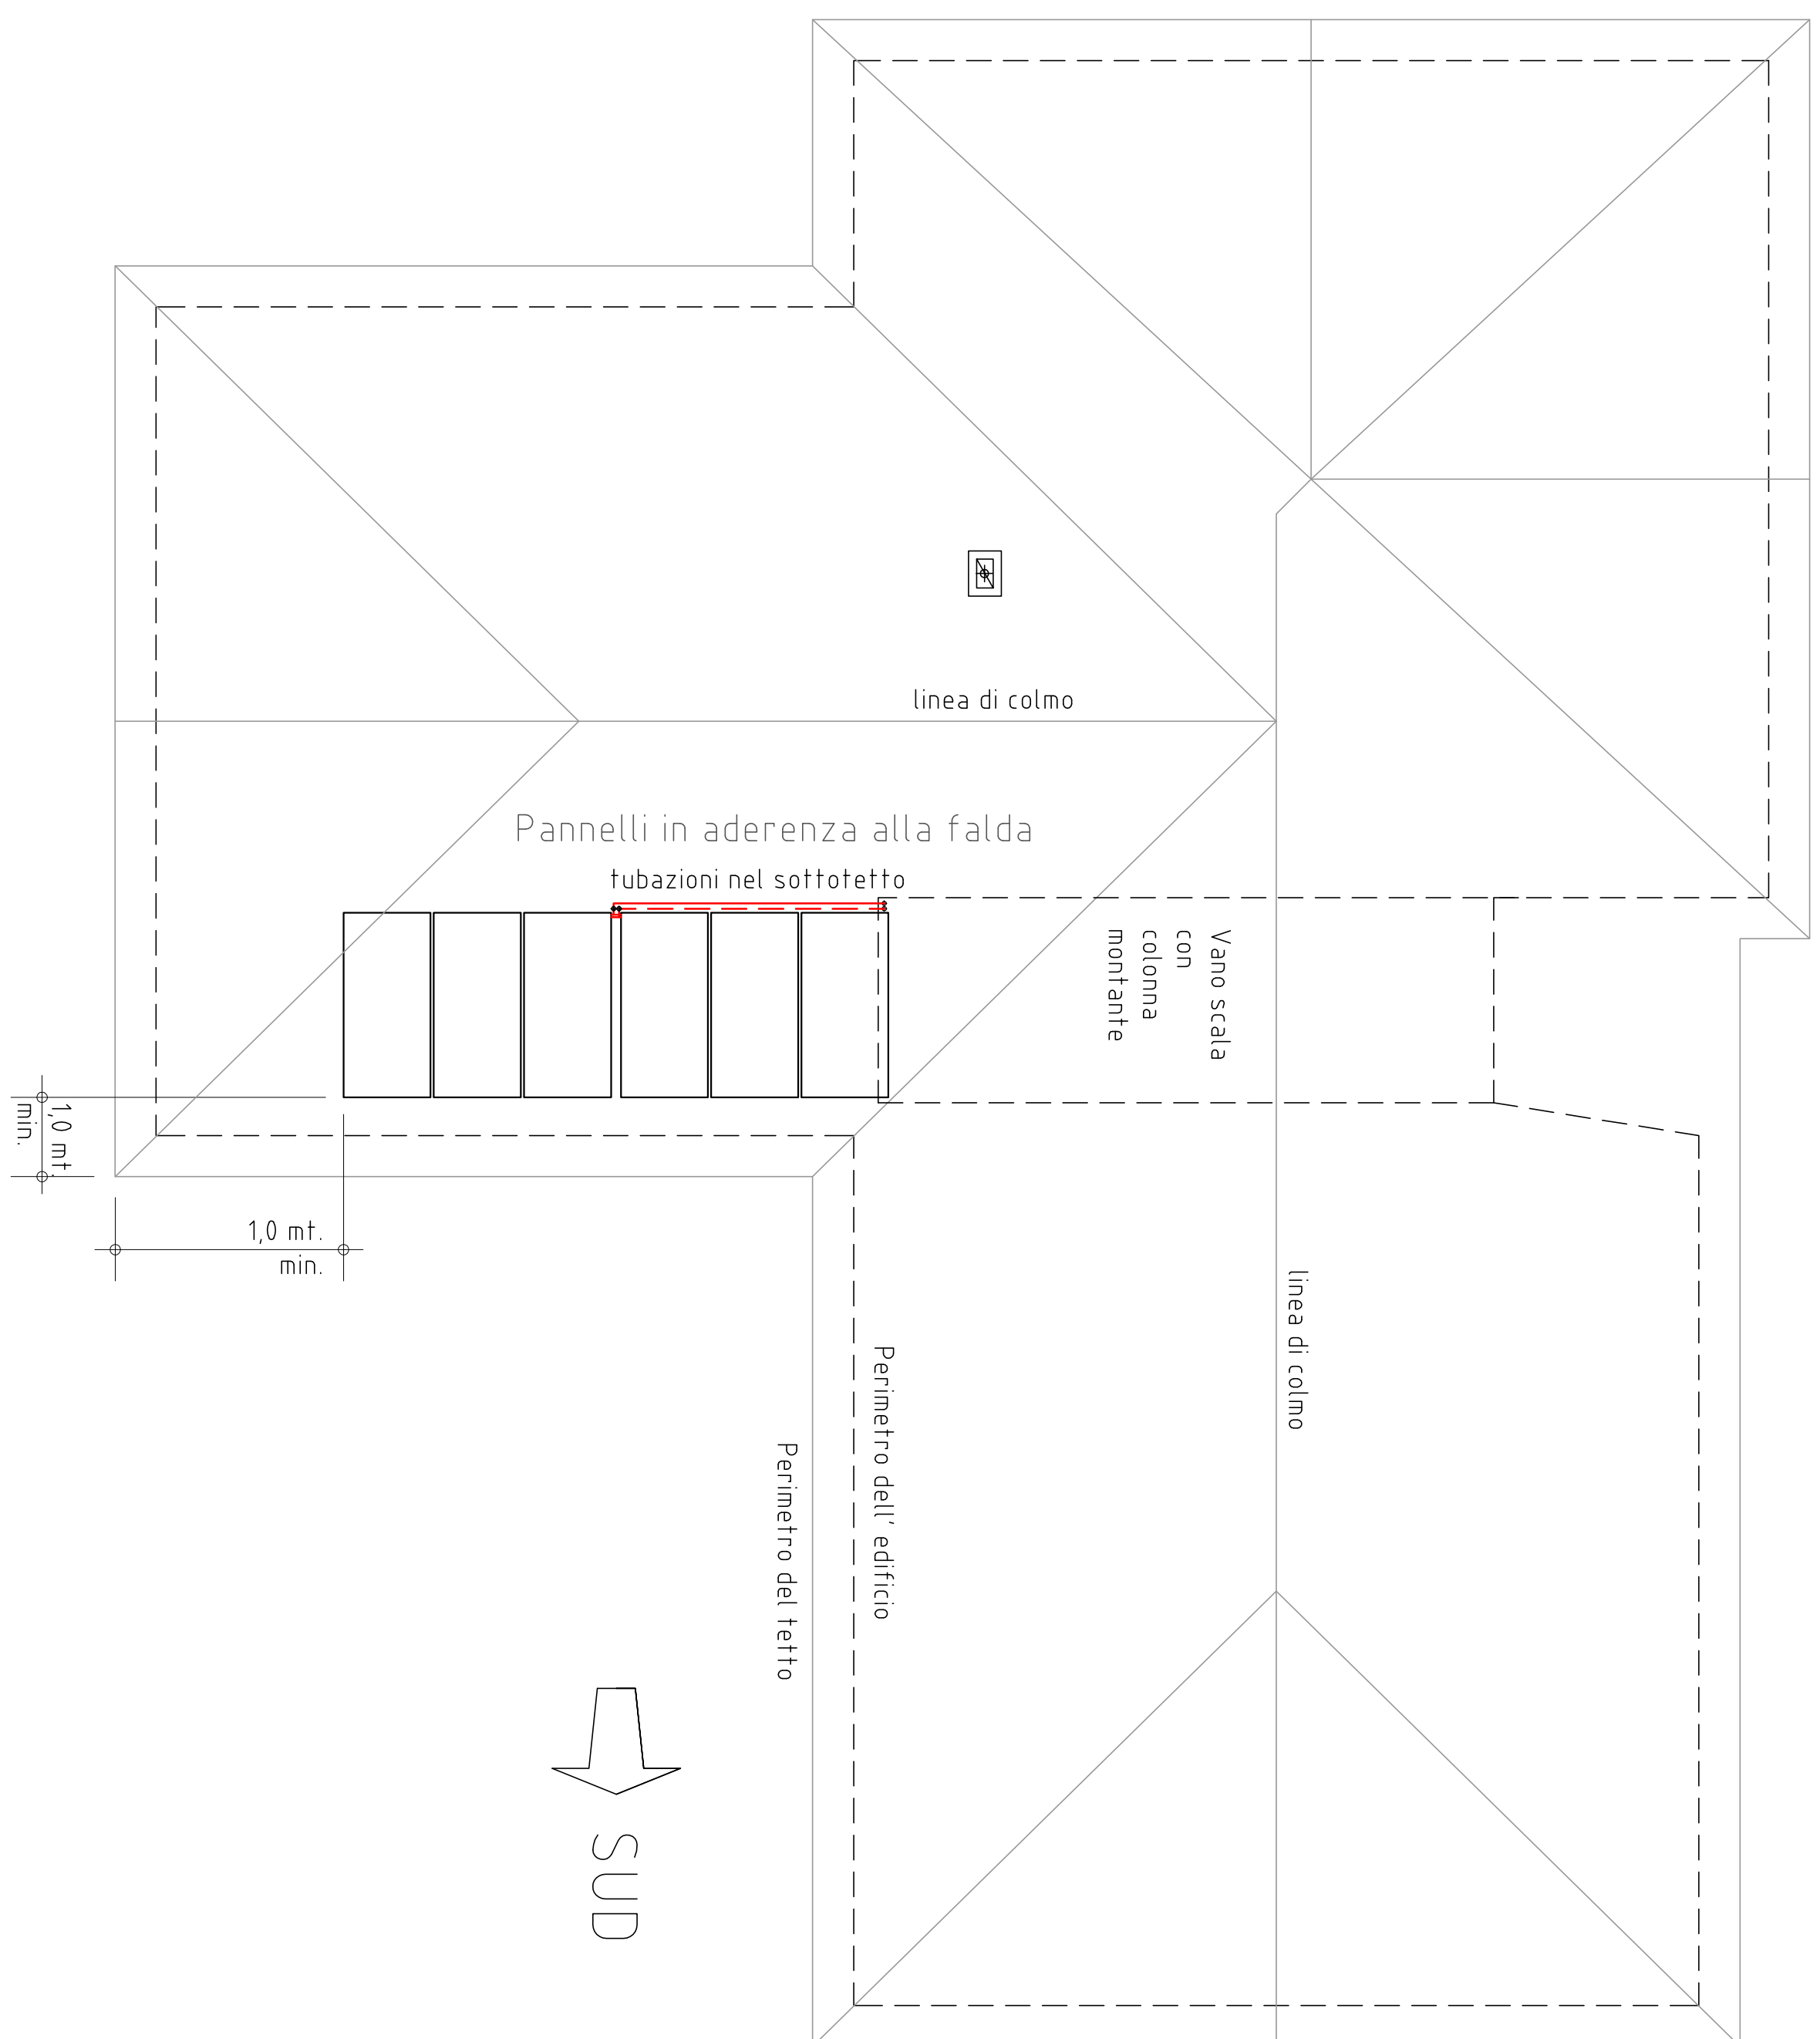 linea di colmo
Pannelli in aderenza alla falda
tubazioni nel sottotetto
Vano scala
con
colonna
montante
1,0 mt.
min.
1,0 mt.
min.
linea di colmo
Perimetro dell' edificio
Perimetro del tetto
SUD